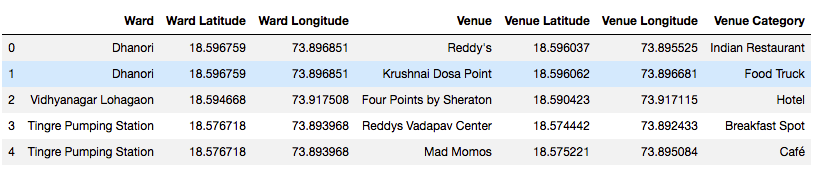 Ward Ward Latitude Ward Longitude Venue Venue Latitude Venue Longitude Venue Category
0 Dhanori 18.596759 73.896851 Reddy's 18.596037 73.895525 Indian Restaurant
1 Dhanori 18.596759 73.896851 Krushnai Dosa Point 18.596062 73.896681 Food Truck
2 Vidhyanagar Lohagaon 18.594668 73.917508 Four Points by Sheraton 18.590423 73.917115 Hotel
3 Tingre Pumping Station 18.576718 73.893968 Reddys Vadapav Center 18.574442 73.892433 Breakfast Spot
4 Tingre Pumping Station 18.576718 73.893968 Mad Momos 18.575221 73.895084 Café